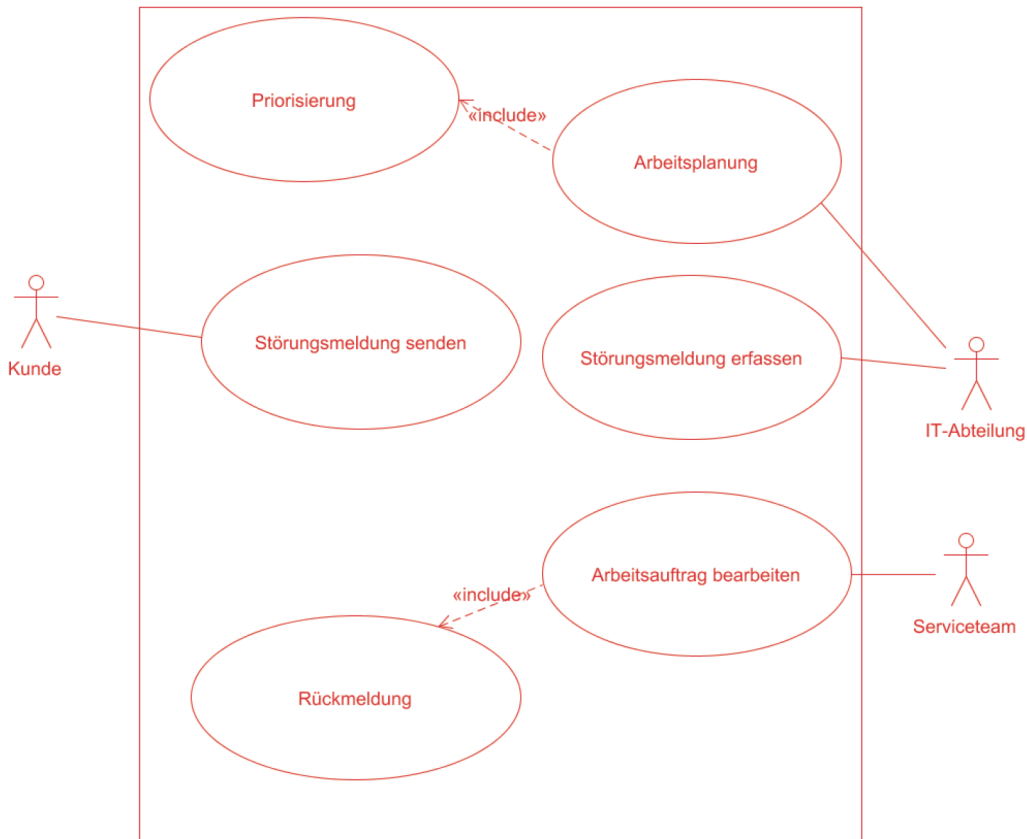 Priorisierung
«include»
Arbeitsplanung
Störungsmeldung senden
Störungsmeldung erfassen
Kunde
IT-Abteilung
Arbeitsauftrag bearbeiten
«include»
Serviceteam
Rückmeldung